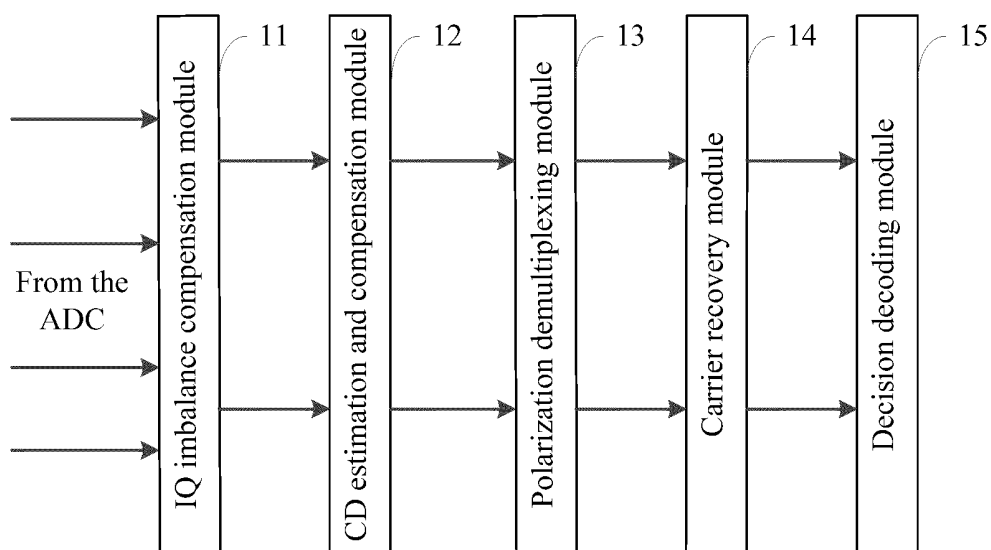 11
12
13
14
15
From the
ADC
IQ imbalance compensation module
CD estimation and compensation module
Polarization demultiplexing module
Carrier recovery module
Decision decoding module